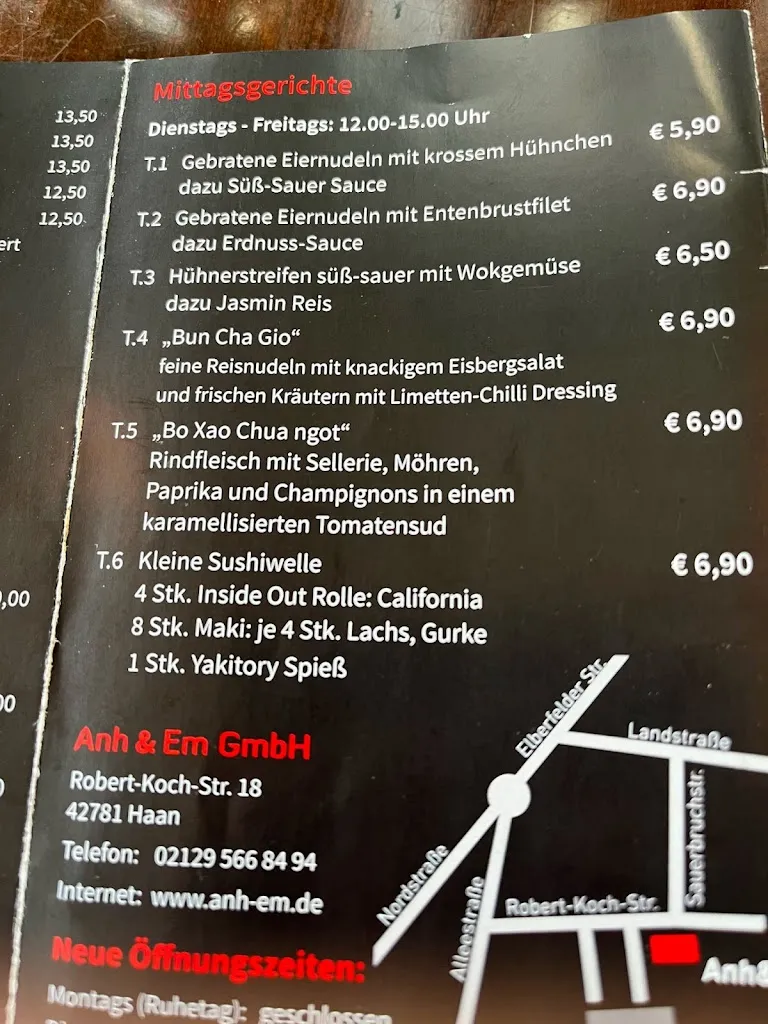 13,50
13,50
13,50
12,50
12,50
ert
,00
00
Mittagsgerichte
Dienstags - Freitags: 12.00-15.00 Uhr
T.1 Gebratene Eiernudeln mit krossem Hühnchen € 5,90
dazu Süß-Sauer Sauce
T.2 Gebratene Eiernudeln mit Entenbrustfilet € 6,90
dazu Erdnuss-Sauce
T.3 Hühnerstreifen süß-sauer mit Wokgemüse € 6,50
dazu Jasmin Reis
T.4 „Bun Cha Gio“ € 6,90
feine Reisnudeln mit knackigem Eisbergsalat
und frischen Kräutern mit Limetten-Chilli Dressing
T.5 „Bo Xao Chua ngot“ € 6,90
Rindfleisch mit Sellerie, Möhren,
Paprika und Champignons in einem
karamellisierten Tomatensud
T.6 Kleine Sushiwelle € 6,90
4 Stk. Inside Out Rolle: California
8 Stk. Maki: je 4 Stk. Lachs, Gurke
1 Stk. Yakitory Spieß
Anh & Em GmbH
Robert-Koch-Str. 18
42781 Haan
Telefon: 02129 566 84 94
Internet: www.anh-em.de
Neue Öffnungszeiten:
Montags (Ruhetag): geschlossen
Elberfelder Str.
Landstraße
Sauerbruchstr.
Nordstraße
Alleestraße
Robert-Koch-Str.
Anh&